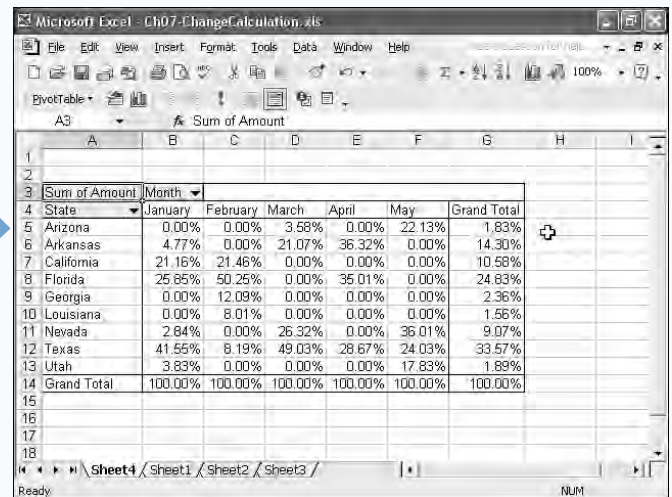 Microsoft Excel - Ch07-ChangeCalculation.xls
File Edit View Insert Format Tools Data Window Help
100%
PivotTable
A3 fx Sum of Amount
A B C D E F G H I
1
2
3 Sum of Amount Month
4 State January February March April May Grand Total
5 Arizona 0.00% 0.00% 3.58% 0.00% 22.13% 1.83%
6 Arkansas 4.77% 0.00% 21.07% 36.32% 0.00% 14.30%
7 California 21.16% 21.46% 0.00% 0.00% 0.00% 10.58%
8 Florida 25.85% 50.25% 0.00% 35.01% 0.00% 24.83%
9 Georgia 0.00% 12.09% 0.00% 0.00% 0.00% 2.36%
10 Louisiana 0.00% 8.01% 0.00% 0.00% 0.00% 1.56%
11 Nevada 2.84% 0.00% 26.32% 0.00% 36.01% 9.07%
12 Texas 41.55% 8.19% 49.03% 28.67% 24.03% 33.57%
13 Utah 3.83% 0.00% 0.00% 0.00% 17.83% 1.89%
14 Grand Total 100.00% 100.00% 100.00% 100.00% 100.00% 100.00%
15
16
17
18
Sheet4 / Sheet1 / Sheet2 / Sheet3 /
Ready NUM